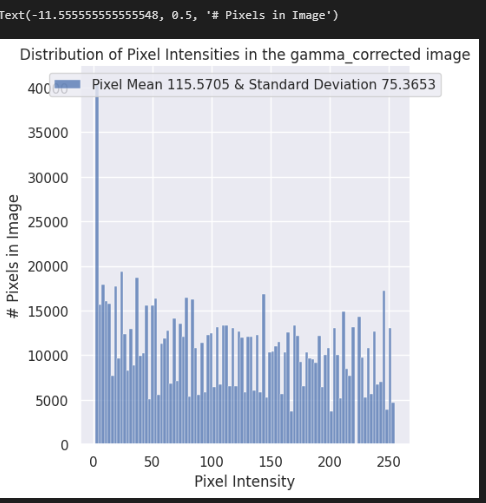 Text(-11.555555555555548, 0.5, '# Pixels in Image')
Distribution of Pixel Intensities in the gamma_corrected image
Pixel Mean 115.5705 & Standard Deviation 75.3653
40000
35000
30000
25000
20000
15000
10000
5000
0
# Pixels in Image
0 50 100 150 200 250
Pixel Intensity